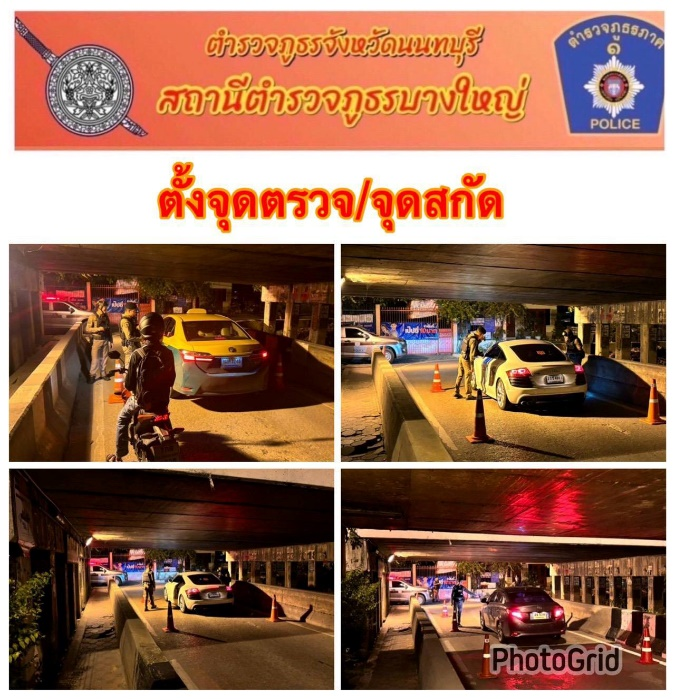 ตำรวจภูธรจังหวัดนนทบุรี
สถานีตำรวจภูธรบางใหญ่
ตำรวจภูธรภาค
๑
POLICE
ตั้งจุดตรวจ/จุดสกัด
PhotoGrid